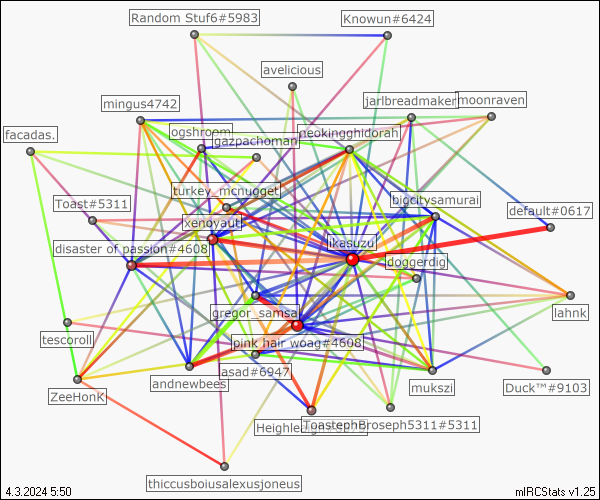 Random Stuf6#5983
Knowun#6424
avelicious
mingus4742
jarlbreadmaker
moonraven
facadas.
ogshroom
gazpachoman
neokingghidorah
turkey_mcnugget
Toast#5311
bigcitysamurai
default#0617
xenoyaut
likasuzu
disaster of passion#4608
doggerdig
gregor_samsa
lahnk
tescoroll
pink hair woag#4608
asad#6947
andnewbees
mukszi
Duck™#9103
ZeeHonK
ToastephBroseph5311#5311
thiccusboiusalexusjoneus
4.3.2024 5:50
mIRCStats v1.25